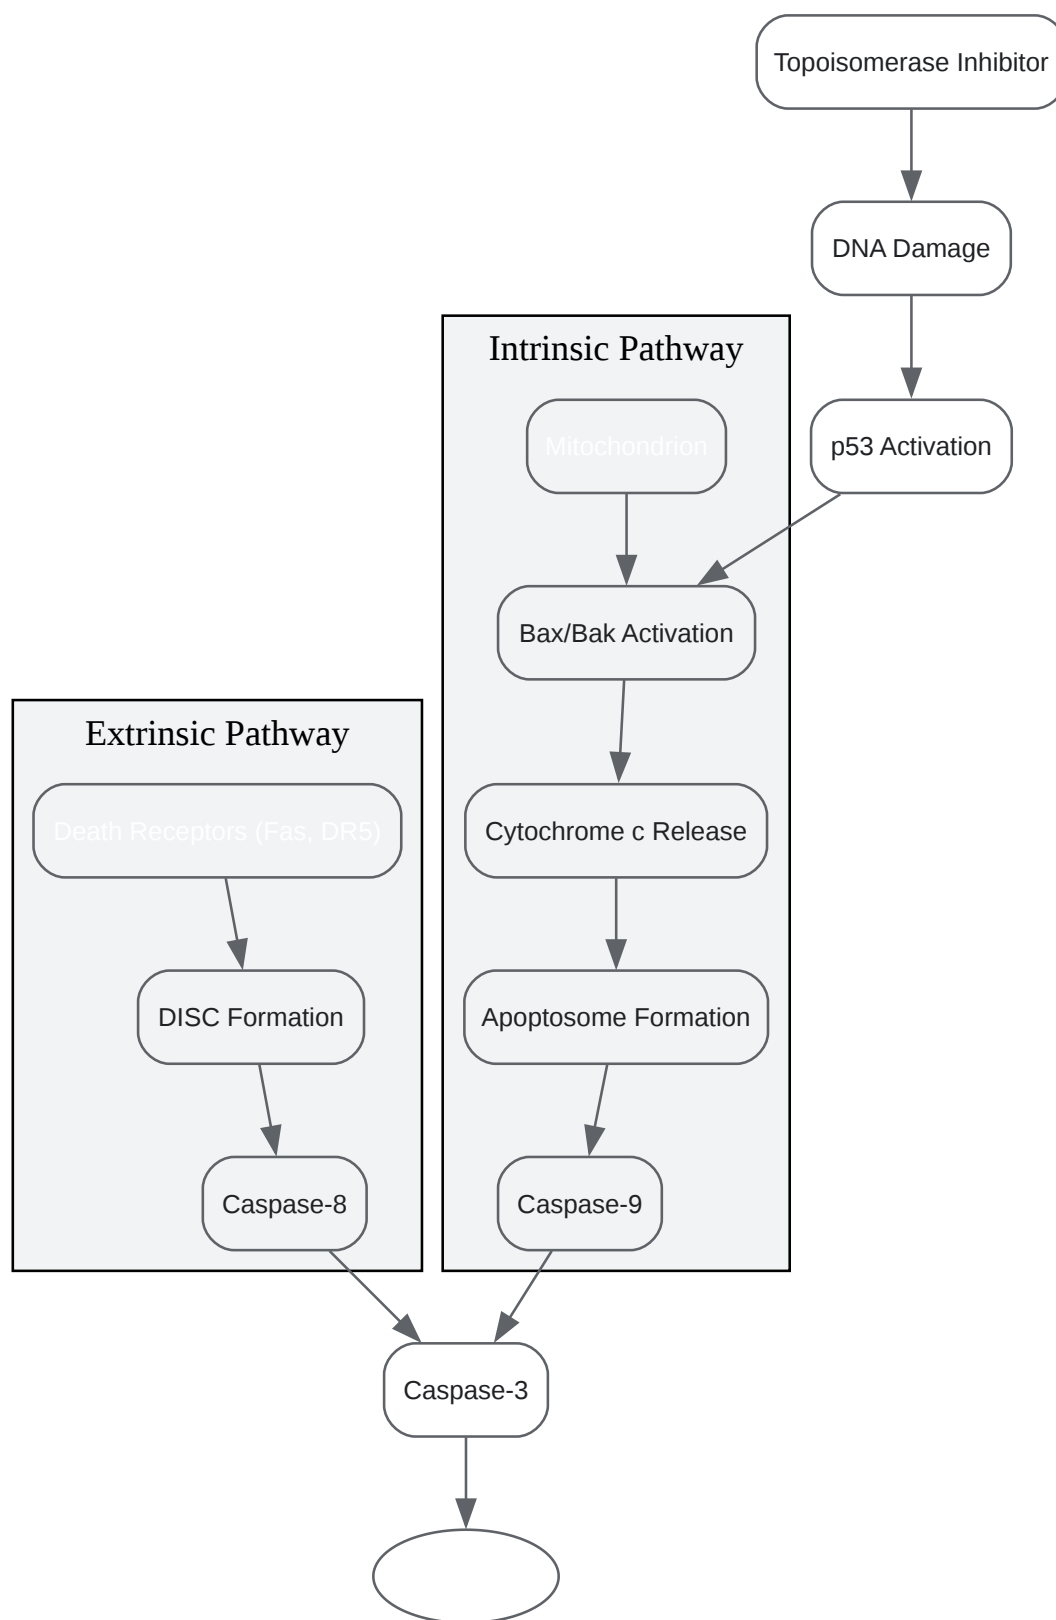 Topoisomerase Inhibitor
DNA Damage
Intrinsic Pathway
Mitochondrion
p53 Activation
Bax/Bak Activation
Extrinsic Pathway
Death Receptors (Fas, DR5)
Cytochrome c Release
DISC Formation
Apoptosome Formation
Caspase-8
Caspase-9
Caspase-3